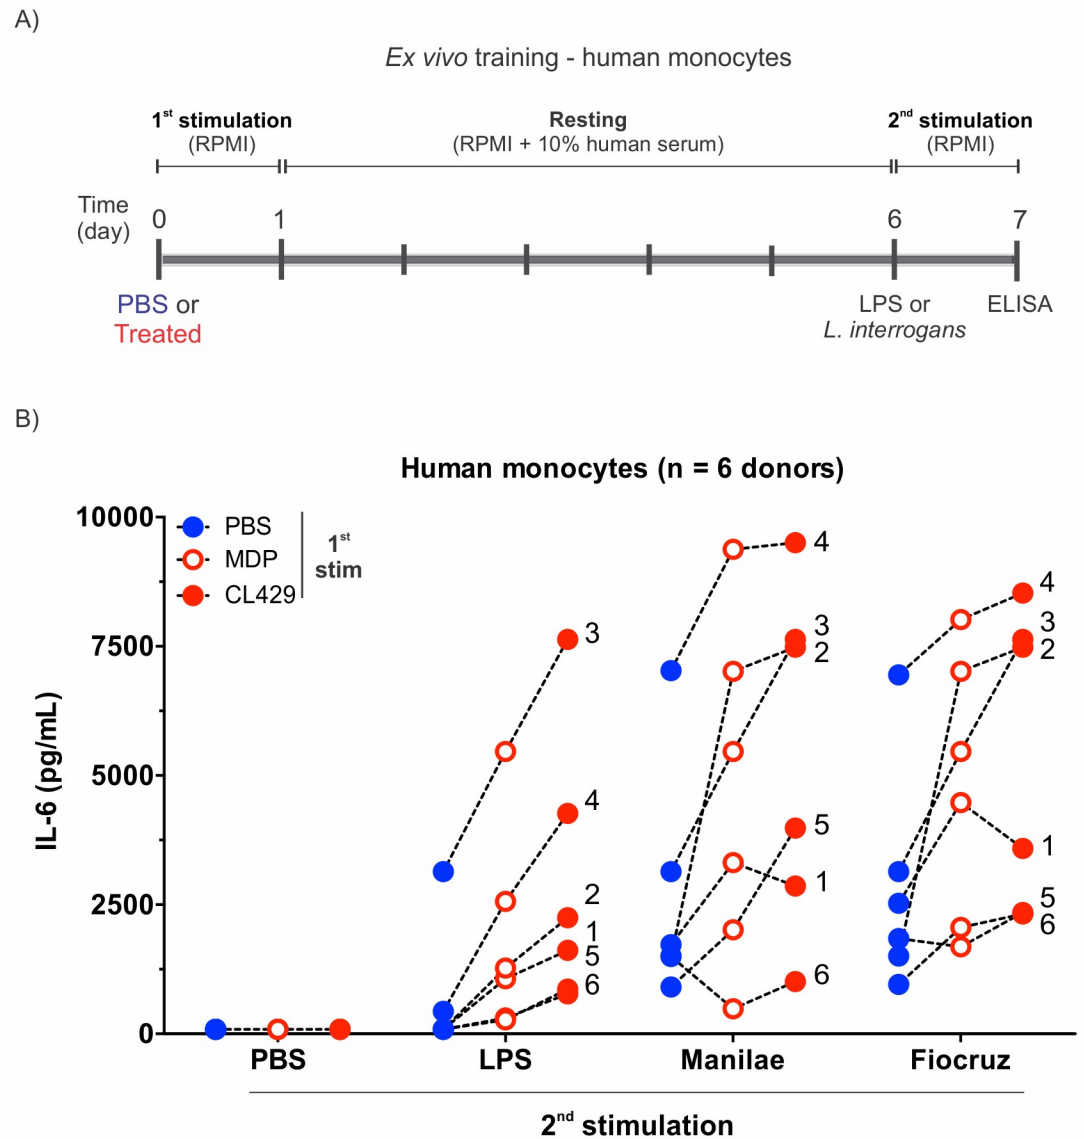 A)
Ex vivo training - human monocytes
1st stimulation
(RPMI)
Resting
(RPMI + 10% human serum)
2nd stimulation
(RPMI)
Time
(day)
0
1
6
7
PBS or
Treated
LPS or
L. interrogans
ELISA
B)
Human monocytes (n = 6 donors)
PBS
MDP
CL429
1st
stim
IL-6 (pg/mL)
10000
7500
5000
2500
0
3
4
2
1
5
6
4
3
2
5
1
6
4
3
2
1
5
6
PBS
LPS
Manilae
Fiocruz
2nd stimulation